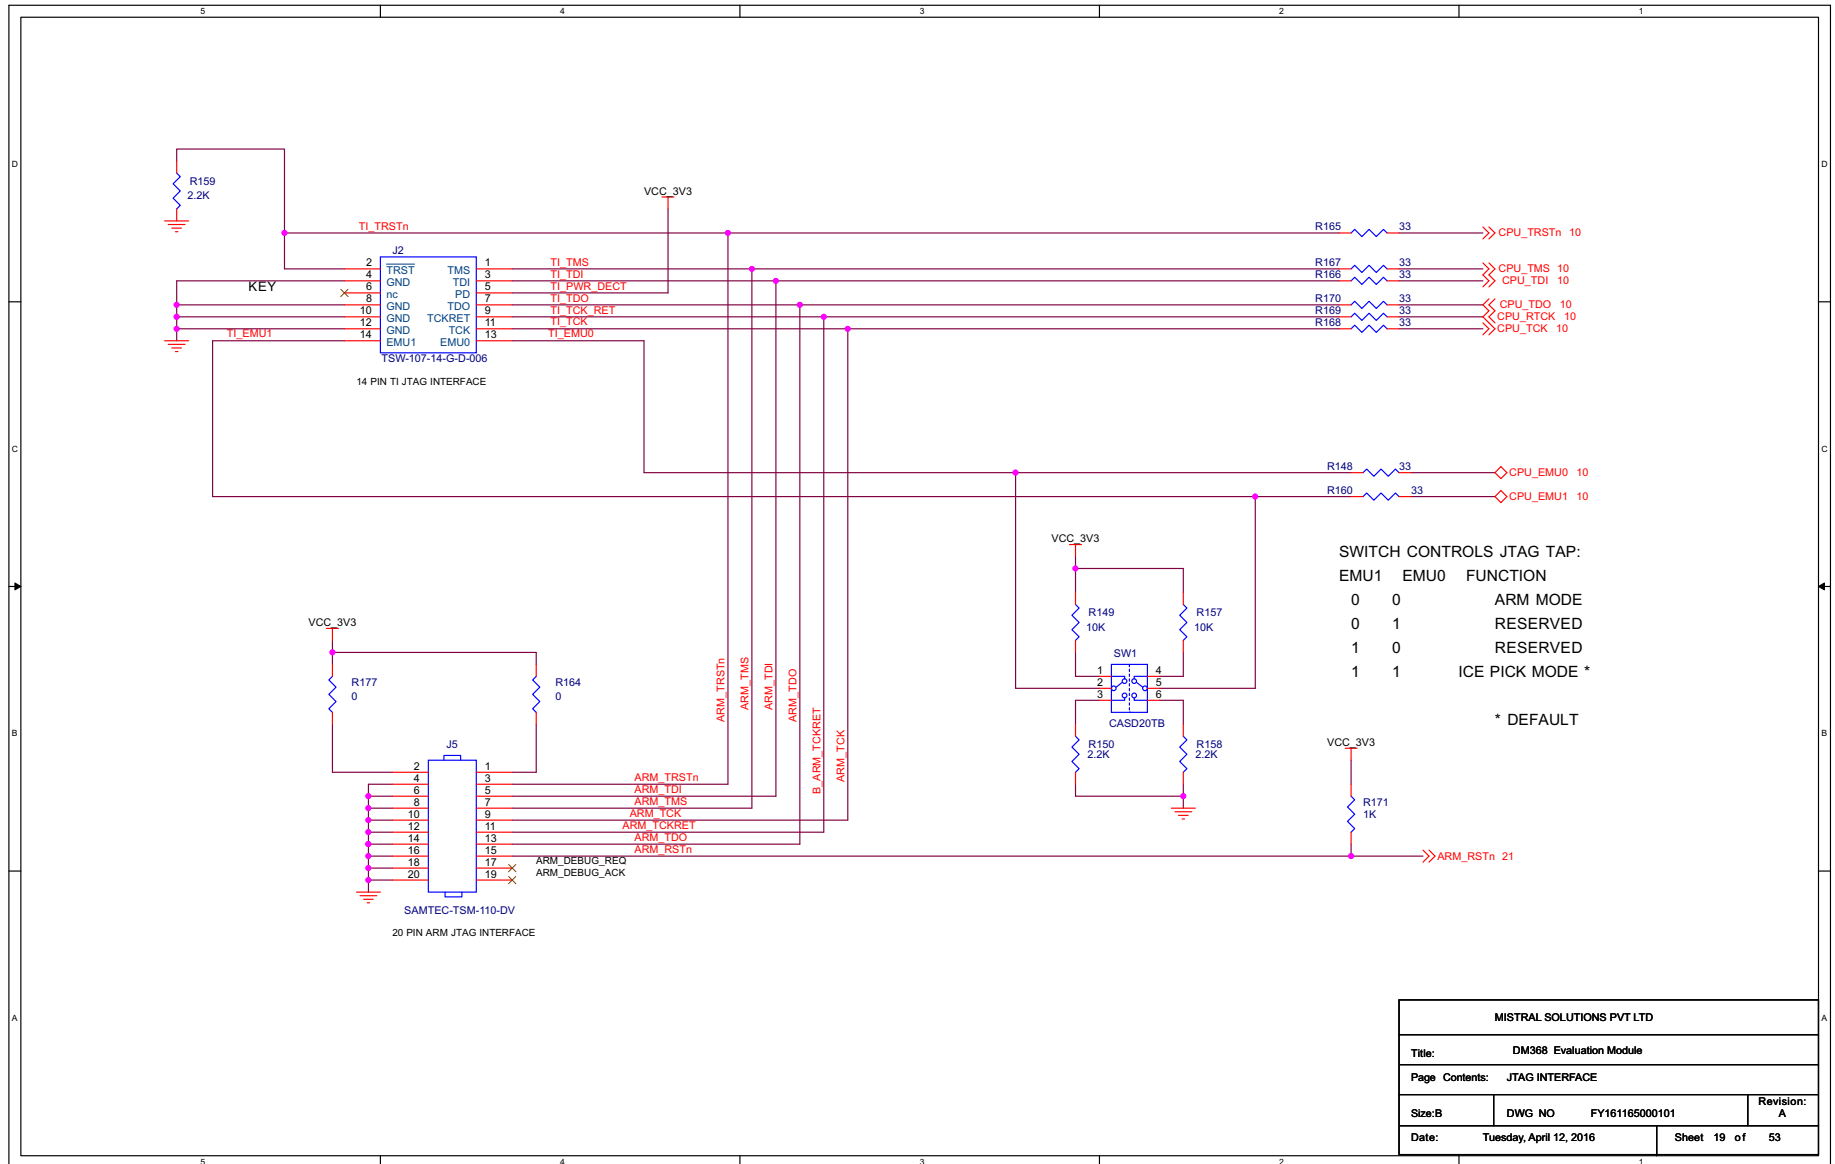 5 4 3 2 1
D D
R159
2.2K
VCC_3V3
TI_TRSTn
R165 33 CPU_TRSTn 10
J2
2 TRST TMS 1 TI_TMS R167 33 CPU_TMS 10
4 GND TDI 3 TI_TDI R166 33 CPU_TDI 10
KEY 6 nc PD 5 TI_PWR_DECT
8 GND TDO 7 TI_TDO R170 33 CPU_TDO 10
10 GND TCKRET 9 TI_TCK_RET R169 33 CPU_RTCK 10
12 GND TCK 11 TI_TCK R168 33 CPU_TCK 10
TI_EMU1 14 EMU1 EMU0 13 TI_EMU0
TSW-107-14-G-D-006
14 PIN TI JTAG INTERFACE
C C
R148 33 CPU_EMU0 10
R160 33 CPU_EMU1 10
VCC_3V3
R149
10K
R157
10K
SW1
1 4
2 5
3 6
CASD20TB
R150
2.2K
R158
2.2K
SWITCH CONTROLS JTAG TAP:
EMU1 EMU0 FUNCTION
0 0 ARM MODE
0 1 RESERVED
1 0 RESERVED
1 1 ICE PICK MODE *
* DEFAULT
VCC_3V3
R177
0
R164
0
ARM_TRSTn
ARM_TMS
ARM_TDI
ARM_TDO
B_ARM_TCKRET
ARM_TCK
B B
VCC_3V3
R171
1K
J5
2 1
4 3 ARM_TRSTn
6 5 ARM_TDI
8 7 ARM_TMS
10 9 ARM_TCK
12 11 ARM_TCKRET
14 13 ARM_TDO
16 15 ARM_RSTn ARM_RSTn 21
18 17 ARM_DEBUG_REQ
20 19 ARM_DEBUG_ACK
SAMTEC-TSM-110-DV
20 PIN ARM JTAG INTERFACE
A A
MISTRAL SOLUTIONS PVT LTD
Title: DM368 Evaluation Module
Page Contents: JTAG INTERFACE
Size:B DWG NO FY161165000101 Revision: A
Date: Tuesday, April 12, 2016 Sheet 19 of 53
5 4 3 2 1